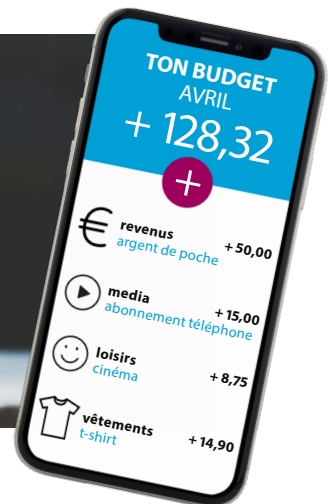 TON BUDGET
AVRIL
+ 128,32
+
€ revenus + 50,00
argent de poche
media + 15,00
abonnement téléphone
loisirs + 8,75
cinéma
vêtements + 14,90
t-shirt